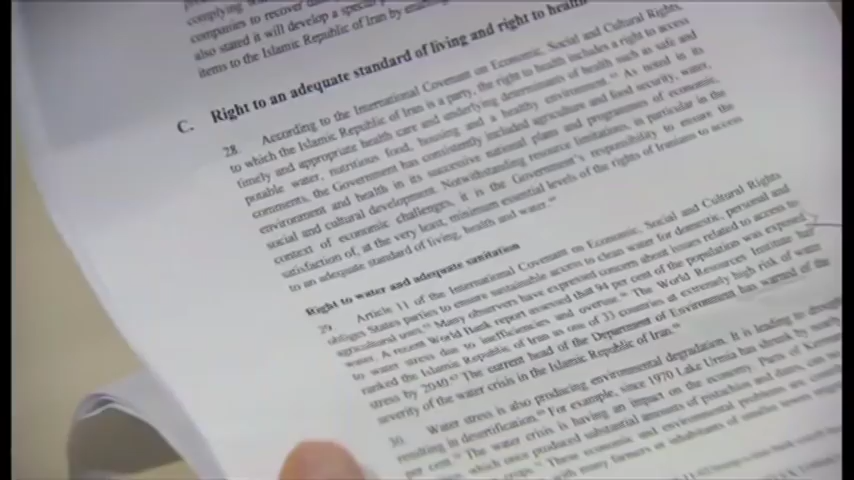 complying
companies to recover
also stated it will develop a special
items to the Islamic Republic of Iran by
C. Right to an adequate standard of living and right to health
28. According to the International Covenant on Economic, Social and Cultural Rights,
to which the Islamic Republic of Iran is a party, the right to health includes a right to access
timely and appropriate health care and underlying determinants of health such as safe and
potable water, nutritious food, housing and a healthy environment. As noted in its
comments, the Government has consistently included agriculture and food security, water,
environment and health in its successive national plans and programmes of economic,
social and cultural development. Notwithstanding resource limitations, in particular in the
context of economic challenges, it is the Government's responsibility to ensure the
satisfaction of, at the very least, minimum essential levels of the rights of Iranians to access
to an adequate standard of living, health and water.
Right to water and adequate sanitation
29. Article 11 of the International Covenant on Economic, Social and Cultural Rights
obliges States parties to ensure sustainable access to clean water for domestic, personal and
agricultural uses. Many observers have expressed concern about issues related to access to
water. A recent World Bank report assessed that 94 per cent of the population was exposed
to water stress due to inefficiencies and overuse. The World Resources Institute has
ranked the Islamic Republic of Iran as one of 33 countries at extremely high risk of water
stress by 2040. The current head of the Department of Environment has warned of the
severity of the water crisis in the Islamic Republic of Iran.
30. Water stress is also producing environmental degradation. It is leading to
resulting in desertification. For example, since 1970 Lake Urmia has shrunk by
per cent. The water crisis is having an impact on the economy. Parts of
which once produced substantial amounts of pistachios and dates,
These economic and environmental problems are
with many farmers or inhabitants of